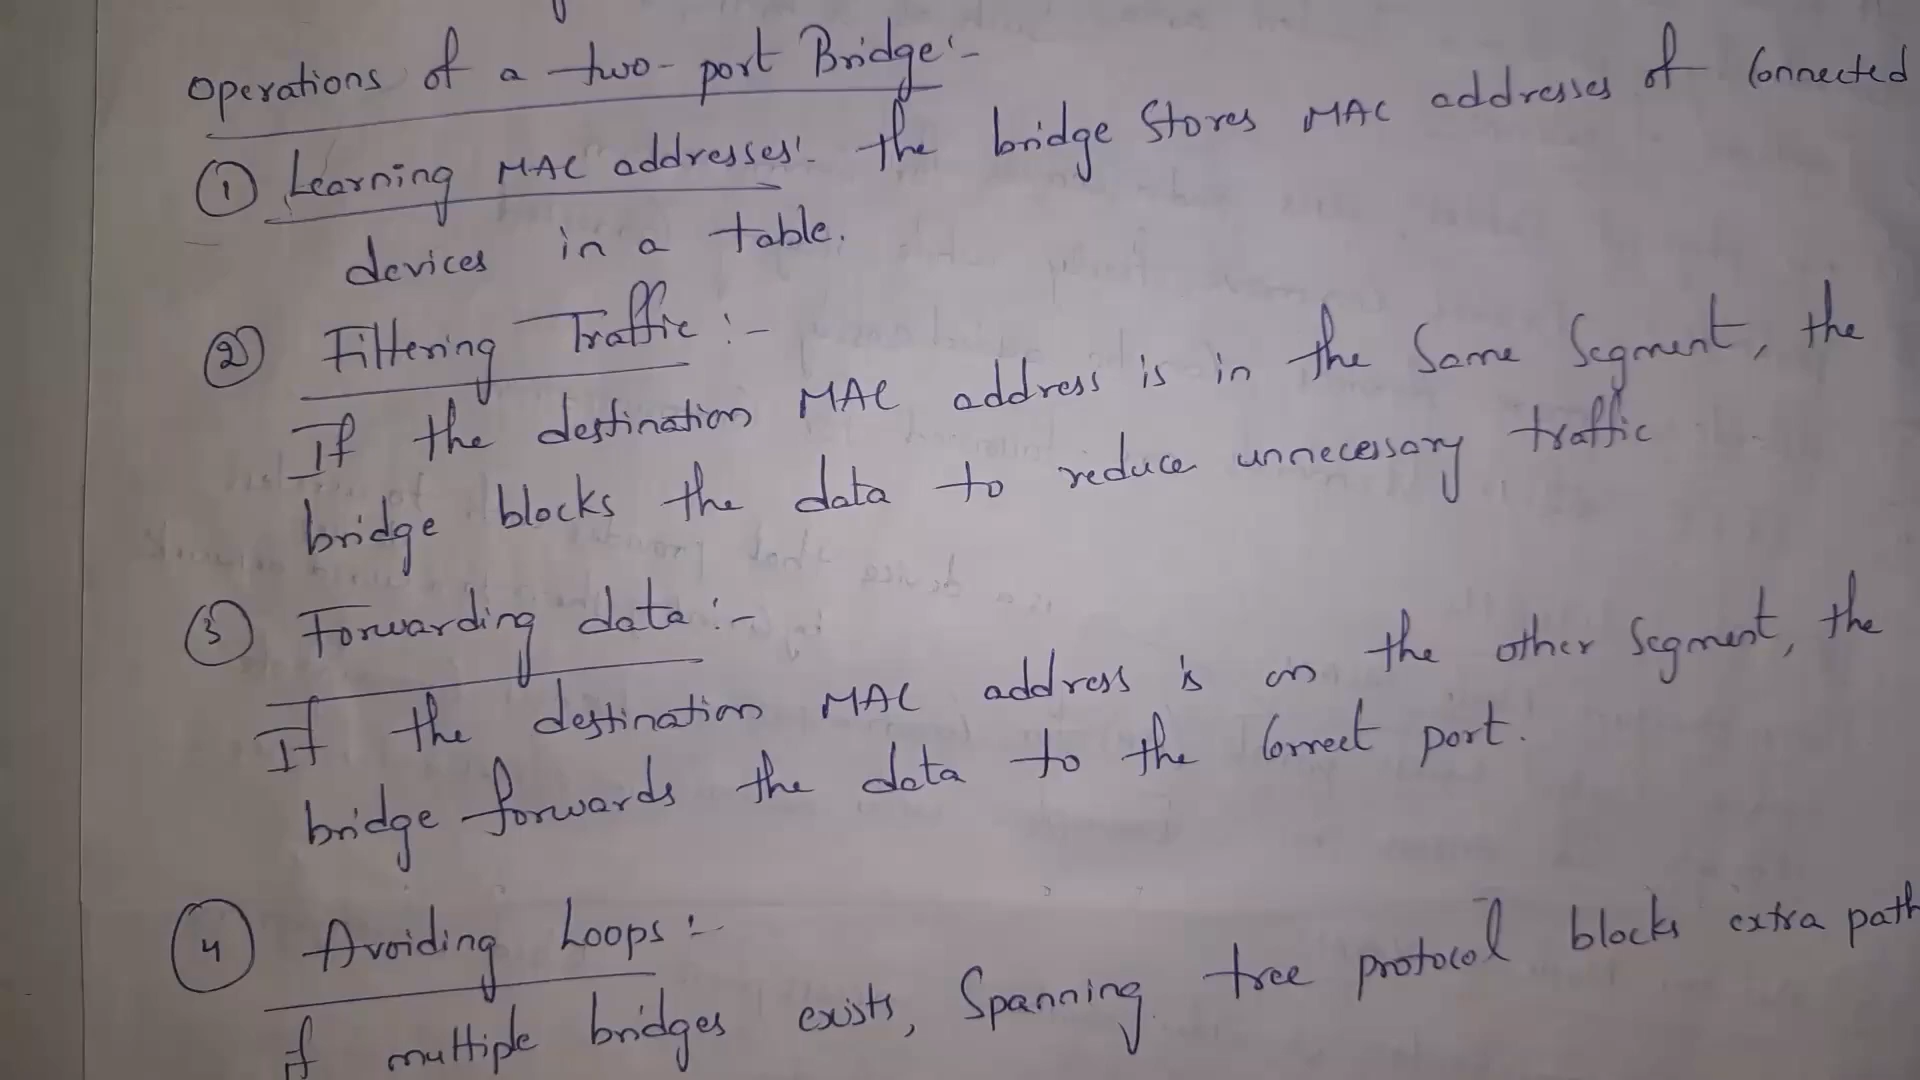 Operations of a two-port Bridge:-
① Learning MAC addresses:- the bridge stores MAC addresses of Connected
devices in a table.
② Filtering Traffic :-
If the destination MAC address is in the Same Segment, the
bridge blocks the data to reduce unnecessary traffic
③ Forwarding data:-
If the destination MAC address is on the other Segment, the
bridge forwards the data to the Correct port.
④ Avoiding Loops :-
if multiple bridges exists, Spanning tree protocol blocks extra path